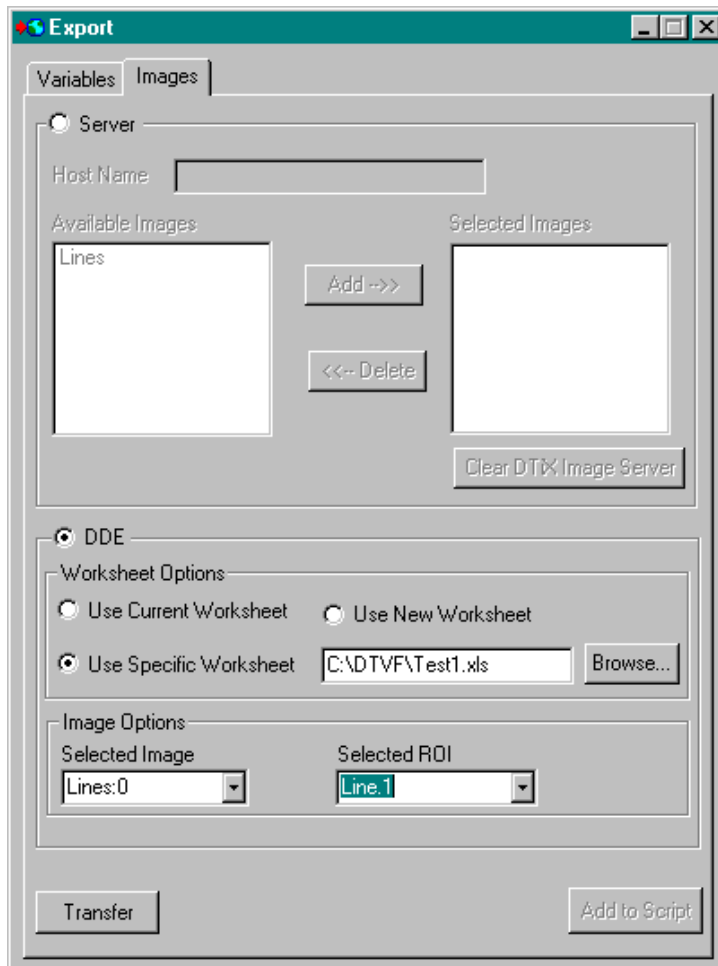 Export
Variables Images
Server
Host Name
Available Images Selected Images
Lines
Add -->>
<<-- Delete
Clear DTiX Image Server
DDE
Worksheet Options
Use Current Worksheet Use New Worksheet
Use Specific Worksheet C:\DTVF\Test1.xls Browse...
Image Options
Selected Image Selected ROI
Lines:0 Line.1
Transfer Add to Script